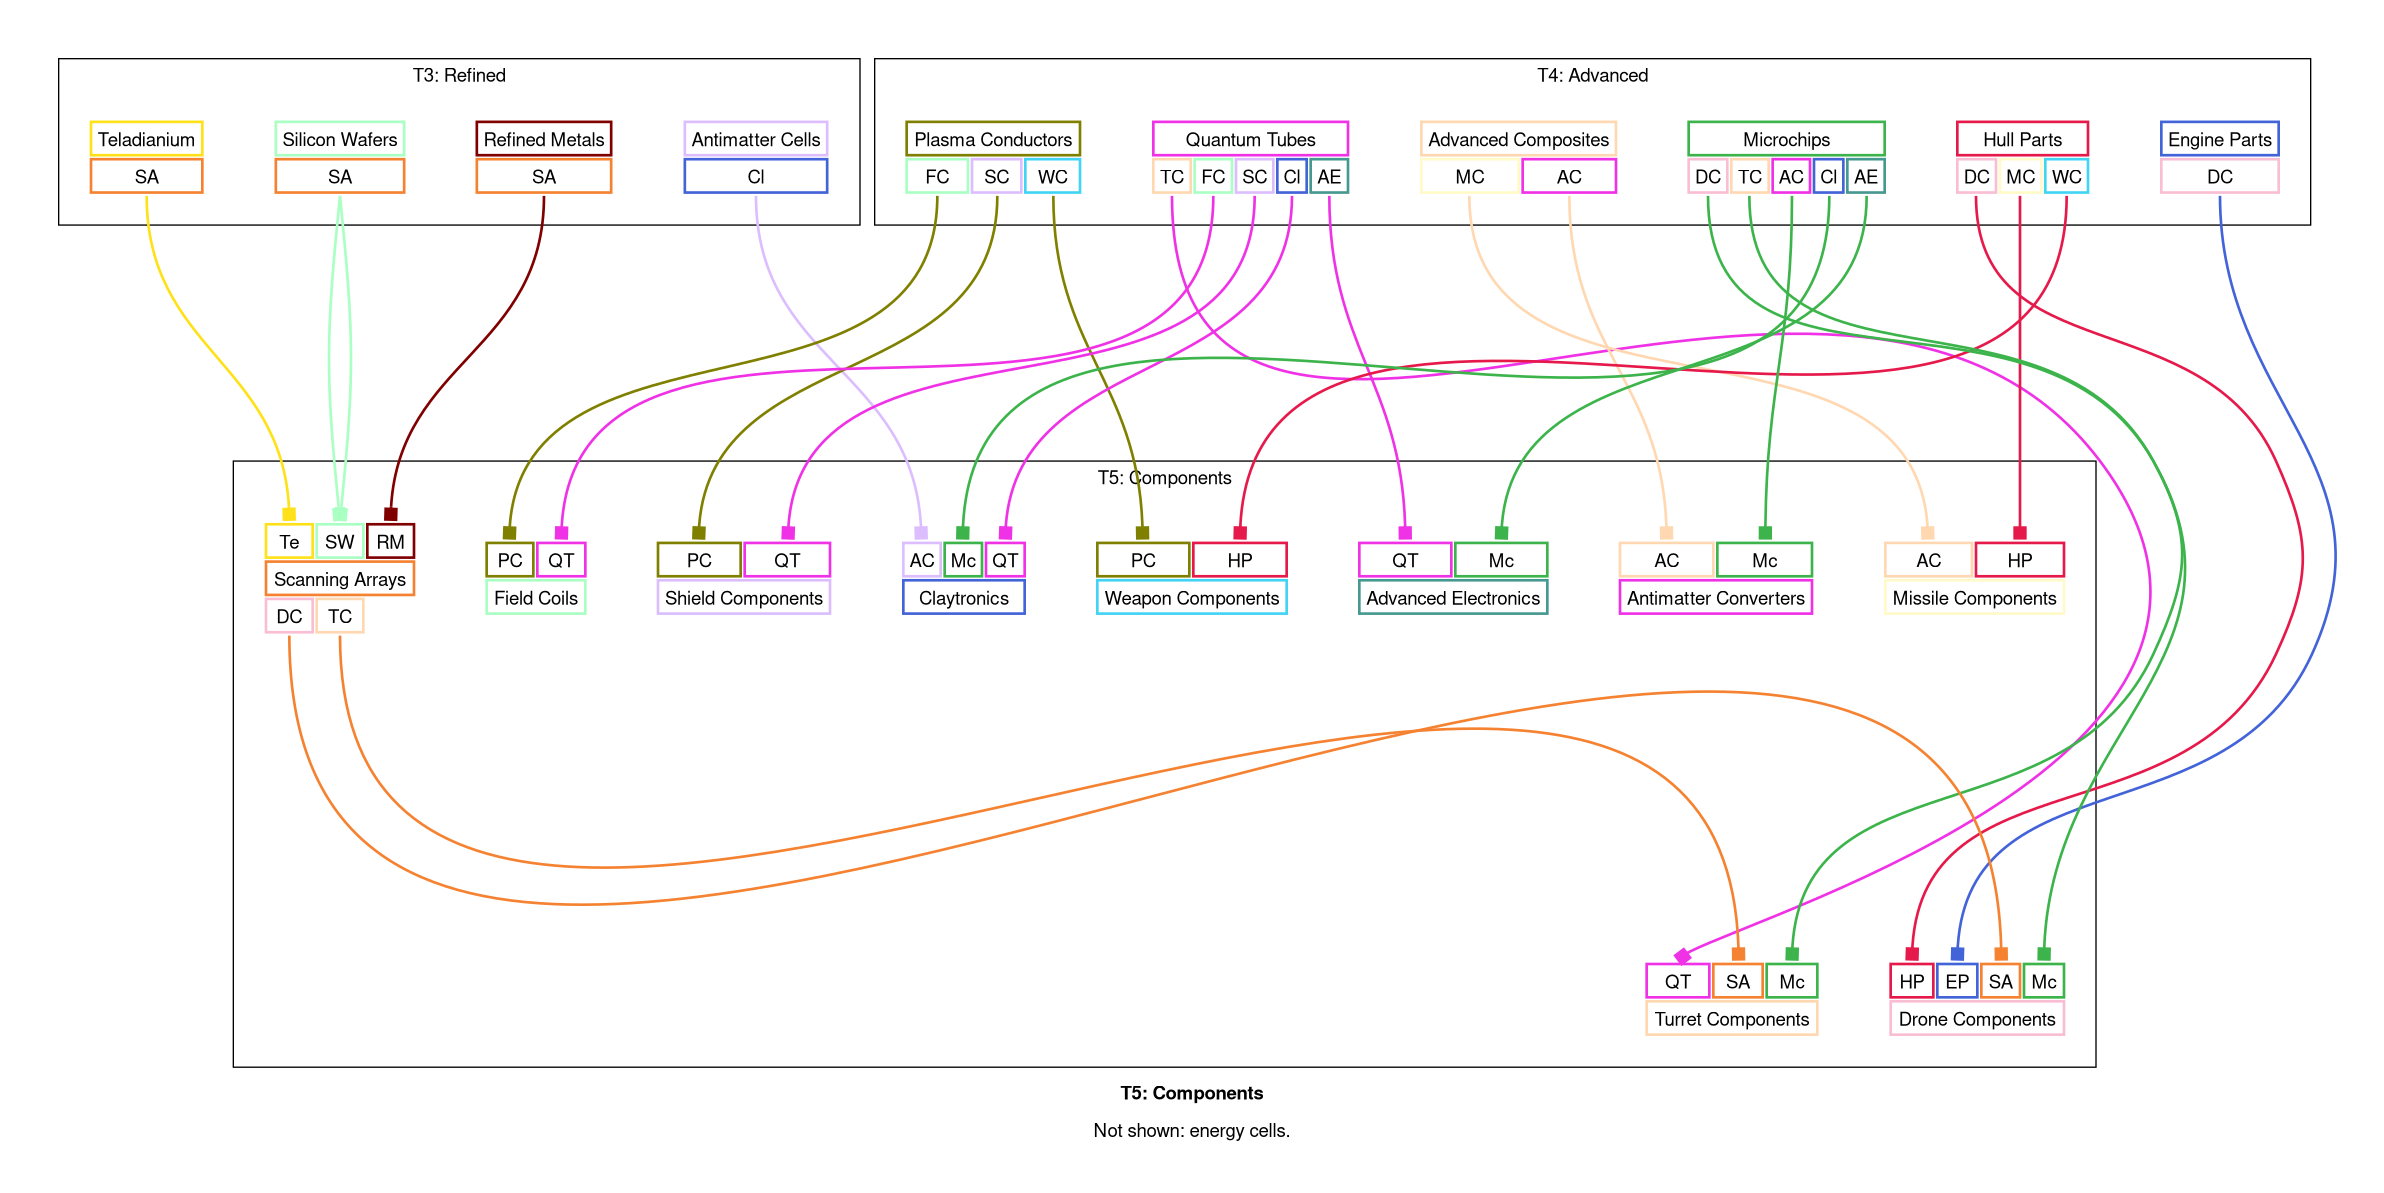 T3: Refined
T4: Advanced
Teladianium
Silicon Wafers
Refined Metals
Antimatter Cells
Plasma Conductors
Quantum Tubes
Advanced Composites
Microchips
Hull Parts
Engine Parts
SA
SA
SA
Cl
FC SC WC
TC FC SC Cl AE
MC AC
DC TC AC Cl AE
DC MC WC
DC
T5: Components
Te SW RM
Scanning Arrays
DC TC
PC QT
Field Coils
PC QT
Shield Components
AC Mc QT
Claytronics
PC HP
Weapon Components
QT Mc
Advanced Electronics
AC Mc
Antimatter Converters
AC HP
Missile Components
QT SA Mc
Turret Components
HP EP SA Mc
Drone Components
T5: Components
Not shown: energy cells.